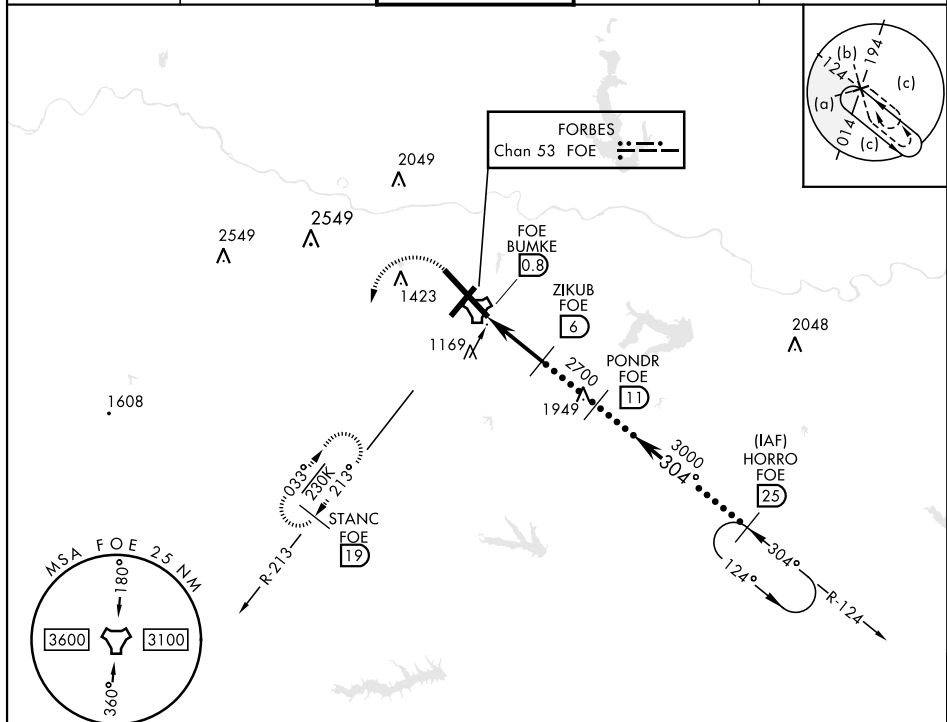 (b)
194
124
(c)
(a)
014
(c)
FORBES
Chan 53 FOE
2049
2549
2549
FOE
BUMKE
0.8
1423
ZIKUB
FOE
6
1169
2048
2700
PONDR
FOE
11
1949
1608
(IAF)
HORRO
FOE
25
3000
304°
033°
230K
213°
STANC
FOE
19
304°
124°
R-213
R-124
MSA FOE 25 NM
180°
3600
3100
360°